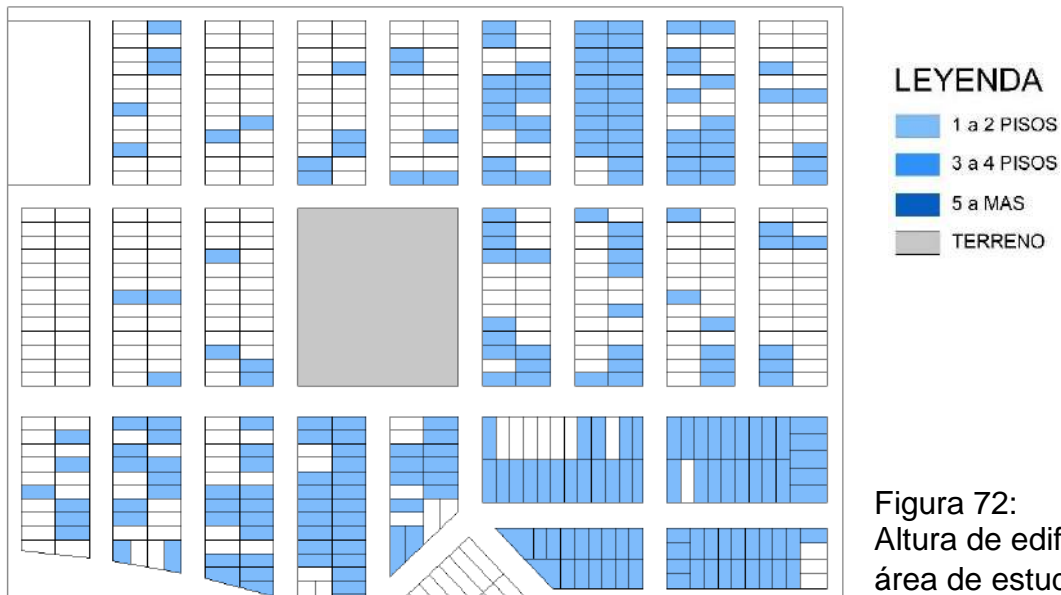 LEYENDA
1 a 2 PISOS
3 a 4 PISOS
5 a MAS
TERRENO
Figura 72:
Altura de edif
área de estud